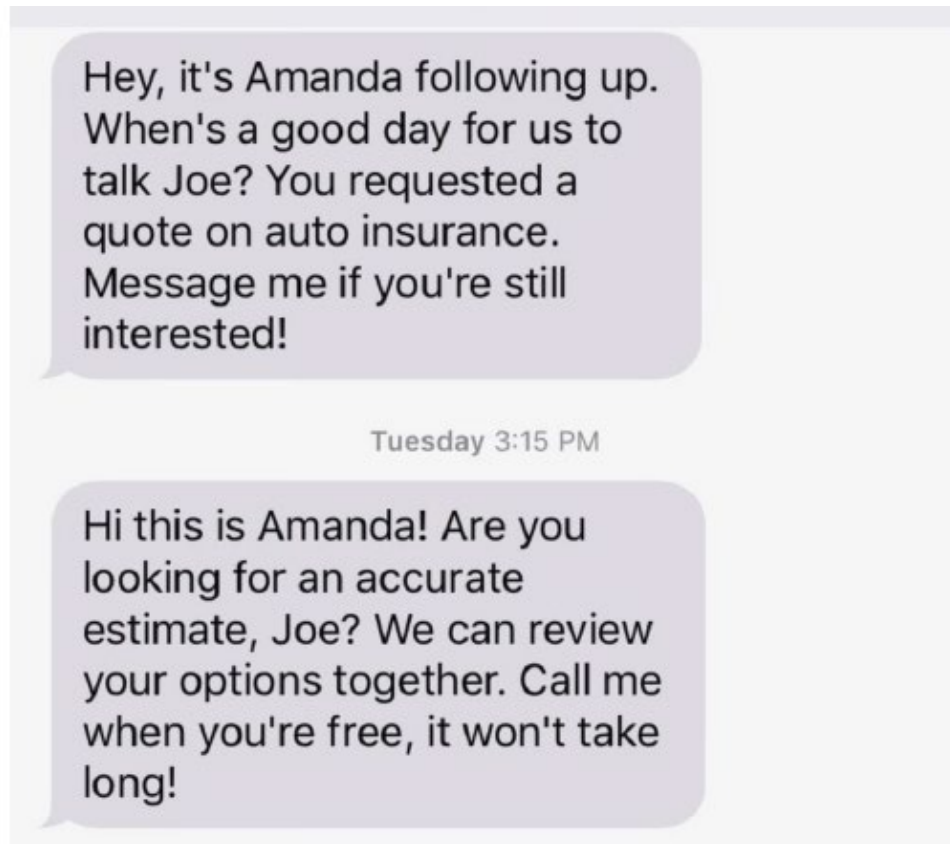 Hey, it's Amanda following up.
When's a good day for us to
talk Joe? You requested a
quote on auto insurance.
Message me if you're still
interested!
Tuesday 3:15 PM
Hi this is Amanda! Are you
looking for an accurate
estimate, Joe? We can review
your options together. Call me
when you're free, it won't take
long!